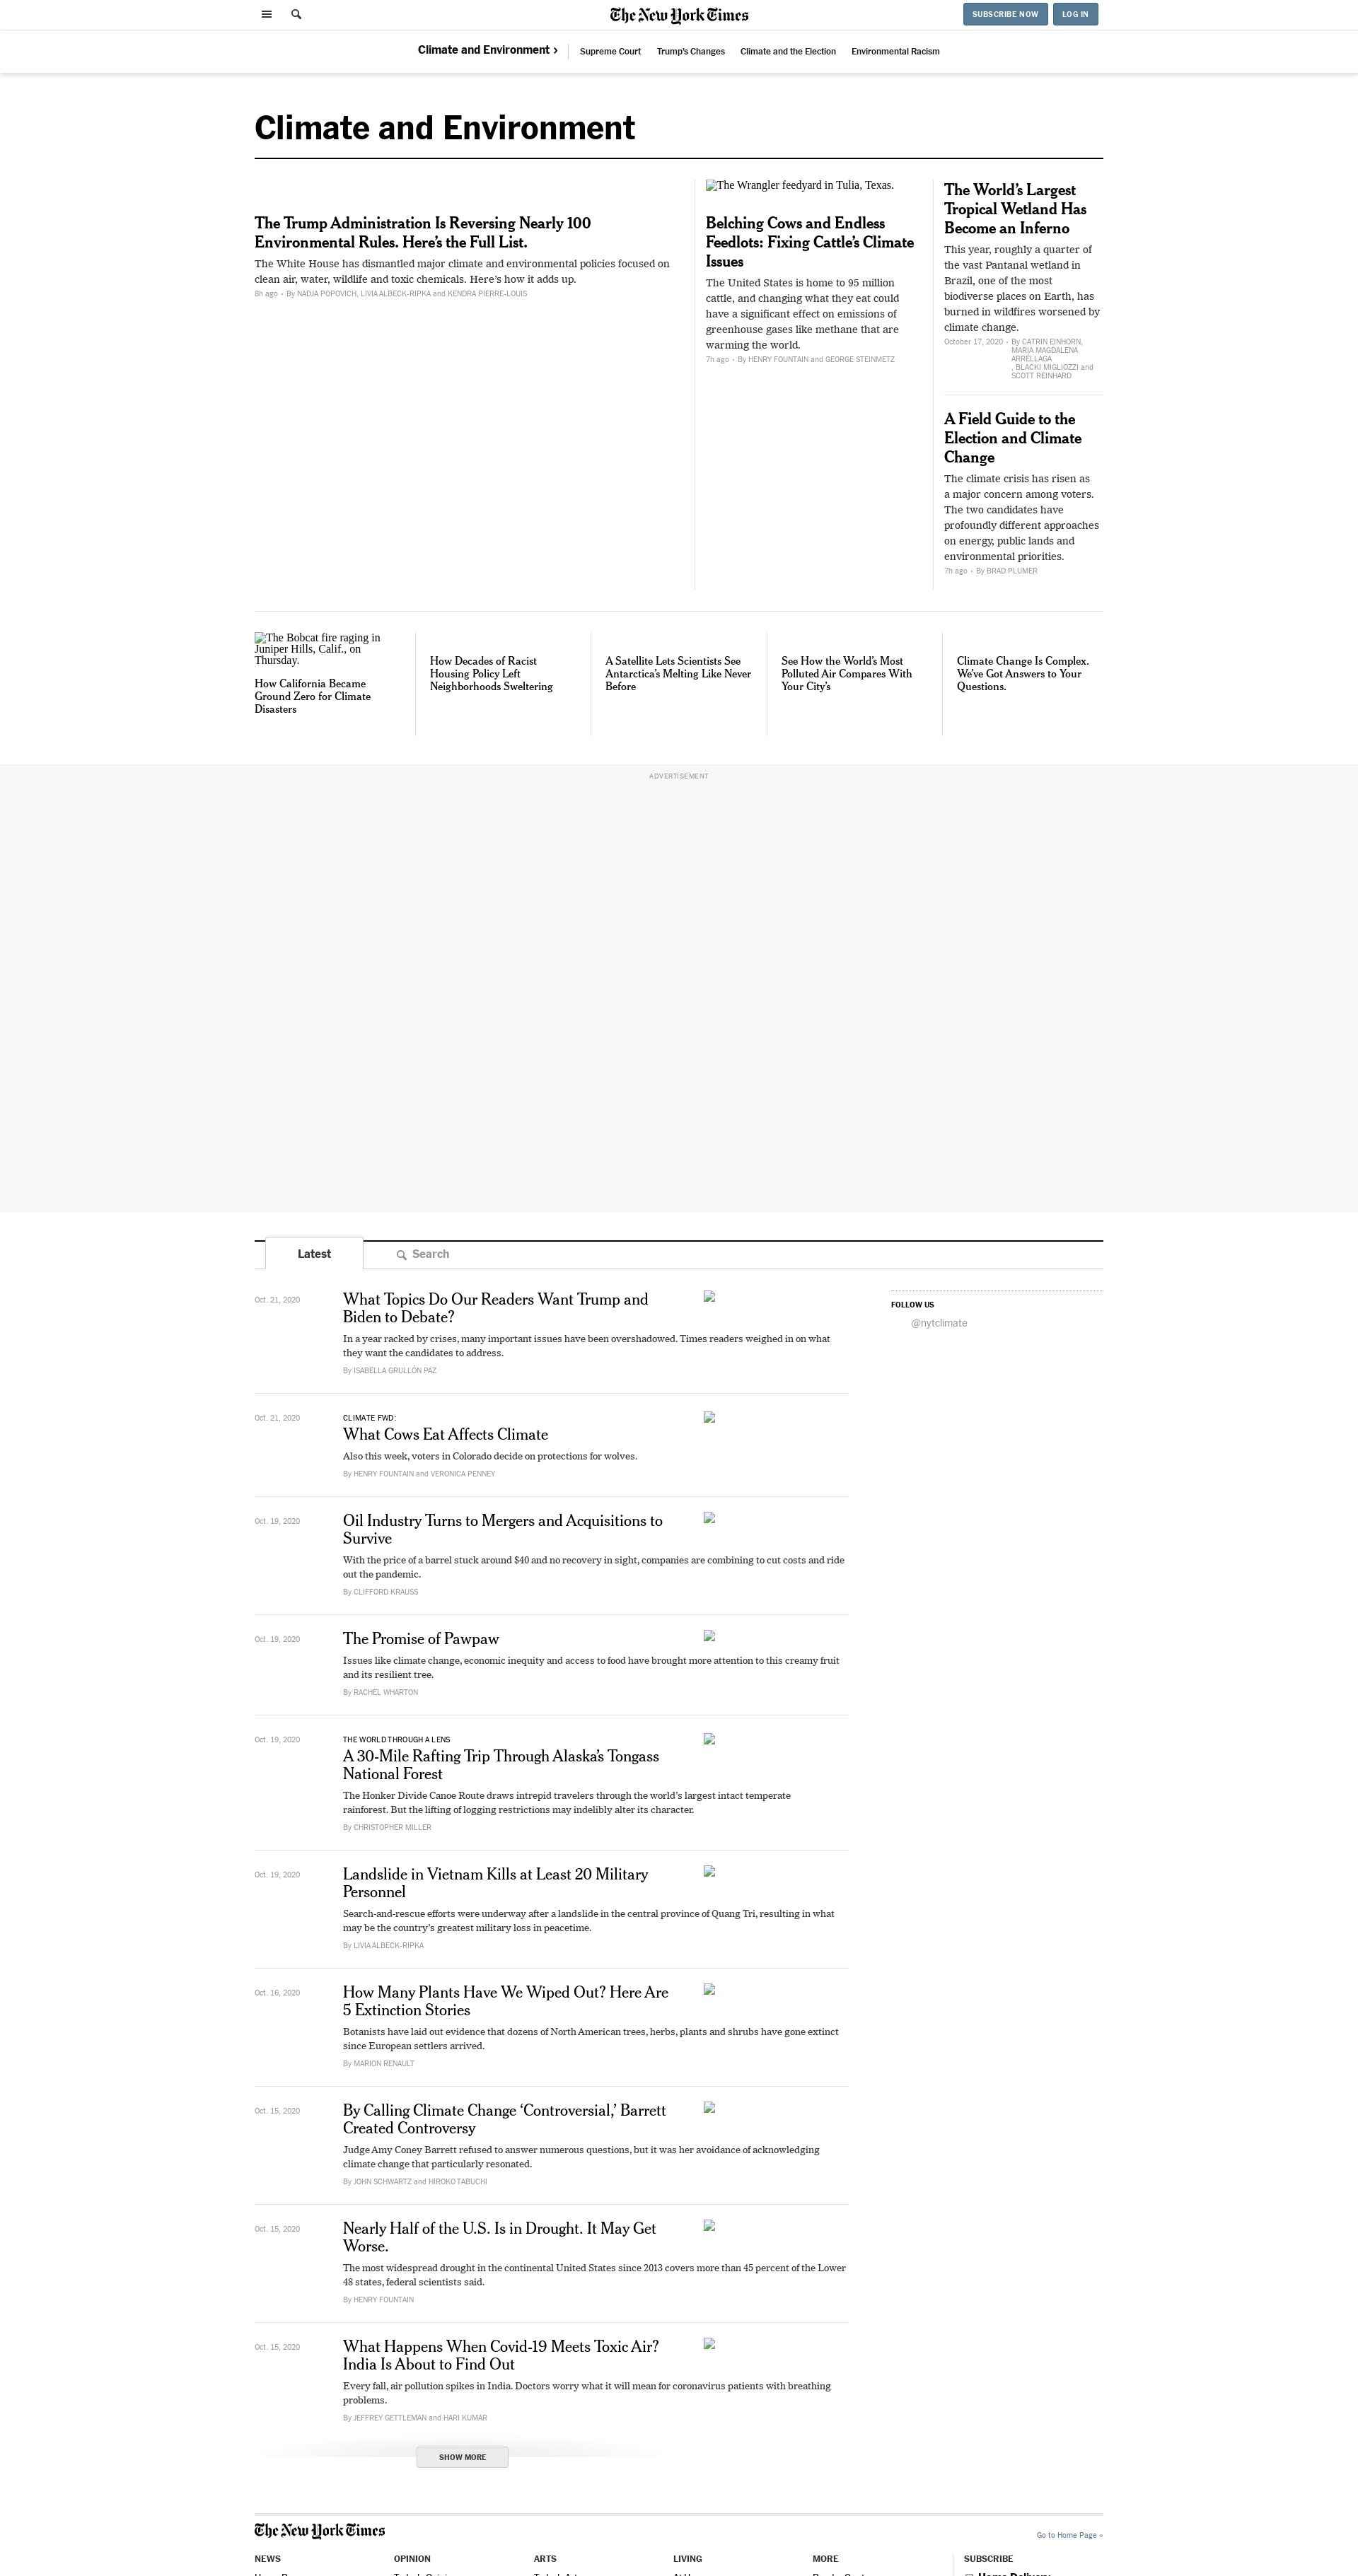 The New York Times
SUBSCRIBE NOW
LOG IN
Climate and Environment ›
Supreme Court
Trump's Changes
Climate and the Election
Environmental Racism
Climate and Environment
The Trump Administration Is Reversing Nearly 100
Environmental Rules. Here's the Full List.
The White House has dismantled major climate and environmental policies focused on
clean air, water, wildlife and toxic chemicals. Here's how it adds up.
8h ago • By NADJA POPOVICH, LIVIA ALBECK-RIPKA and KENDRA PIERRE-LOUIS
The Wrangler feedyard in Tulia, Texas.
Belching Cows and Endless
Feedlots: Fixing Cattle's Climate
Issues
The United States is home to 95 million
cattle, and changing what they eat could
have a significant effect on emissions of
greenhouse gases like methane that are
warming the world.
7h ago • By HENRY FOUNTAIN and GEORGE STEINMETZ
The World's Largest
Tropical Wetland Has
Become an Inferno
This year, roughly a quarter of
the vast Pantanal wetland in
Brazil, one of the most
biodiverse places on Earth, has
burned in wildfires worsened by
climate change.
October 17, 2020 • By CATRIN EINHORN,
MARIA MAGDALENA
ARRÉLLAGA
, BLACKI MIGLIOZZI and
SCOTT REINHARD
A Field Guide to the
Election and Climate
Change
The climate crisis has risen as
a major concern among voters.
The two candidates have
profoundly different approaches
on energy, public lands and
environmental priorities.
7h ago • By BRAD PLUMER
The Bobcat fire raging in
Juniper Hills, Calif., on
Thursday.
How California Became
Ground Zero for Climate
Disasters
How Decades of Racist
Housing Policy Left
Neighborhoods Sweltering
A Satellite Lets Scientists See
Antarctica's Melting Like Never
Before
See How the World's Most
Polluted Air Compares With
Your City's
Climate Change Is Complex.
We've Got Answers to Your
Questions.
ADVERTISEMENT
Latest
Search
Oct. 21, 2020
What Topics Do Our Readers Want Trump and
Biden to Debate?
In a year racked by crises, many important issues have been overshadowed. Times readers weighed in on what
they want the candidates to address.
By ISABELLA GRULLÓN PAZ
FOLLOW US
@nytclimate
Oct. 21, 2020
CLIMATE FWD:
What Cows Eat Affects Climate
Also this week, voters in Colorado decide on protections for wolves.
By HENRY FOUNTAIN and VERONICA PENNEY
Oct. 19, 2020
Oil Industry Turns to Mergers and Acquisitions to
Survive
With the price of a barrel stuck around $40 and no recovery in sight, companies are combining to cut costs and ride
out the pandemic.
By CLIFFORD KRAUSS
Oct. 19, 2020
The Promise of Pawpaw
Issues like climate change, economic inequity and access to food have brought more attention to this creamy fruit
and its resilient tree.
By RACHEL WHARTON
Oct. 19, 2020
THE WORLD THROUGH A LENS
A 30-Mile Rafting Trip Through Alaska's Tongass
National Forest
The Honker Divide Canoe Route draws intrepid travelers through the world's largest intact temperate
rainforest. But the lifting of logging restrictions may indelibly alter its character.
By CHRISTOPHER MILLER
Oct. 19, 2020
Landslide in Vietnam Kills at Least 20 Military
Personnel
Search-and-rescue efforts were underway after a landslide in the central province of Quang Tri, resulting in what
may be the country's greatest military loss in peacetime.
By LIVIA ALBECK-RIPKA
Oct. 16, 2020
How Many Plants Have We Wiped Out? Here Are
5 Extinction Stories
Botanists have laid out evidence that dozens of North American trees, herbs, plants and shrubs have gone extinct
since European settlers arrived.
By MARION RENAULT
Oct. 15, 2020
By Calling Climate Change 'Controversial,' Barrett
Created Controversy
Judge Amy Coney Barrett refused to answer numerous questions, but it was her avoidance of acknowledging
climate change that particularly resonated.
By JOHN SCHWARTZ and HIROKO TABUCHI
Oct. 15, 2020
Nearly Half of the U.S. Is in Drought. It May Get
Worse.
The most widespread drought in the continental United States since 2013 covers more than 45 percent of the Lower
48 states, federal scientists said.
By HENRY FOUNTAIN
Oct. 15, 2020
What Happens When Covid-19 Meets Toxic Air?
India Is About to Find Out
Every fall, air pollution spikes in India. Doctors worry what it will mean for coronavirus patients with breathing
problems.
By JEFFREY GETTLEMAN and HARI KUMAR
SHOW MORE
The New York Times
Go to Home Page »
NEWS
OPINION
ARTS
LIVING
MORE
SUBSCRIBE